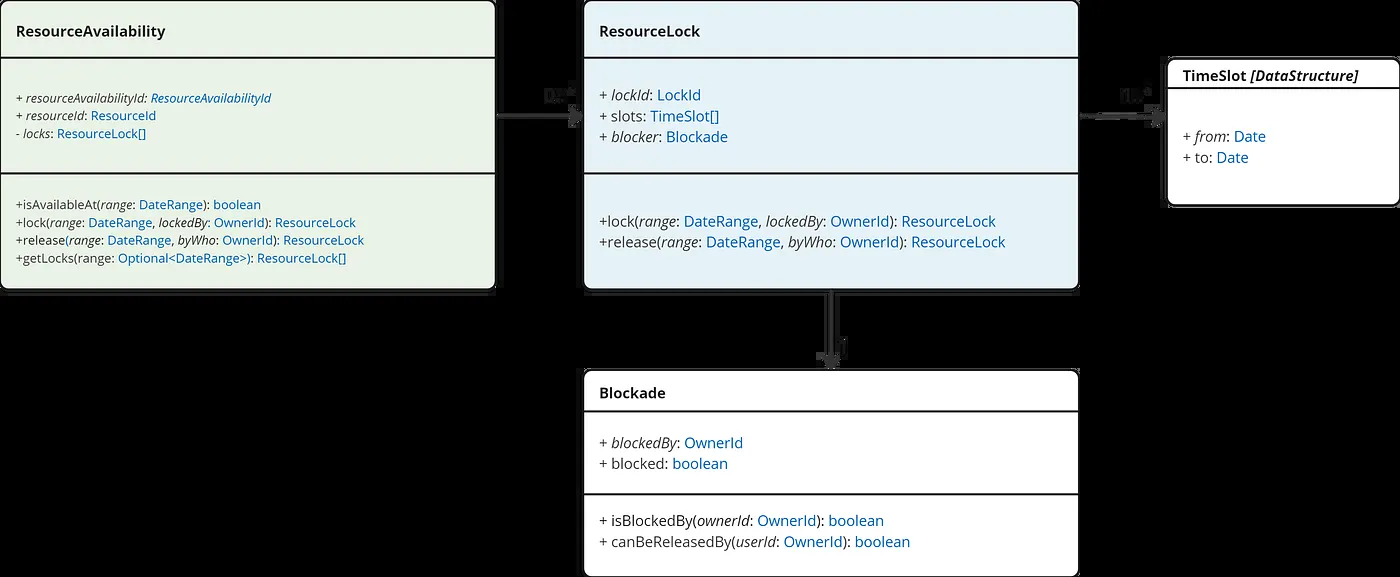 ResourceAvailability
+ resourceAvailabilityId: ResourceAvailabilityId
+ resourceId: ResourceId
- locks: ResourceLock[]
+isAvailableAt(range: DateRange): boolean
+lock(range: DateRange, lockedBy: OwnerId): ResourceLock
+release(range: DateRange, byWho: OwnerId): ResourceLock
+getLocks(range: Optional<DateRange>): ResourceLock[]
ResourceLock
+ lockId: LockId
+ slots: TimeSlot[]
+ blocker: Blockade
+lock(range: DateRange, lockedBy: OwnerId): ResourceLock
+release(range: DateRange, byWho: OwnerId): ResourceLock
TimeSlot [DataStructure]
+ from: Date
+ to: Date
1
Blockade
+ blockedBy: OwnerId
+ blocked: boolean
+ isBlockedBy(ownerId: OwnerId): boolean
+ canBeReleasedBy(userId: OwnerId): boolean